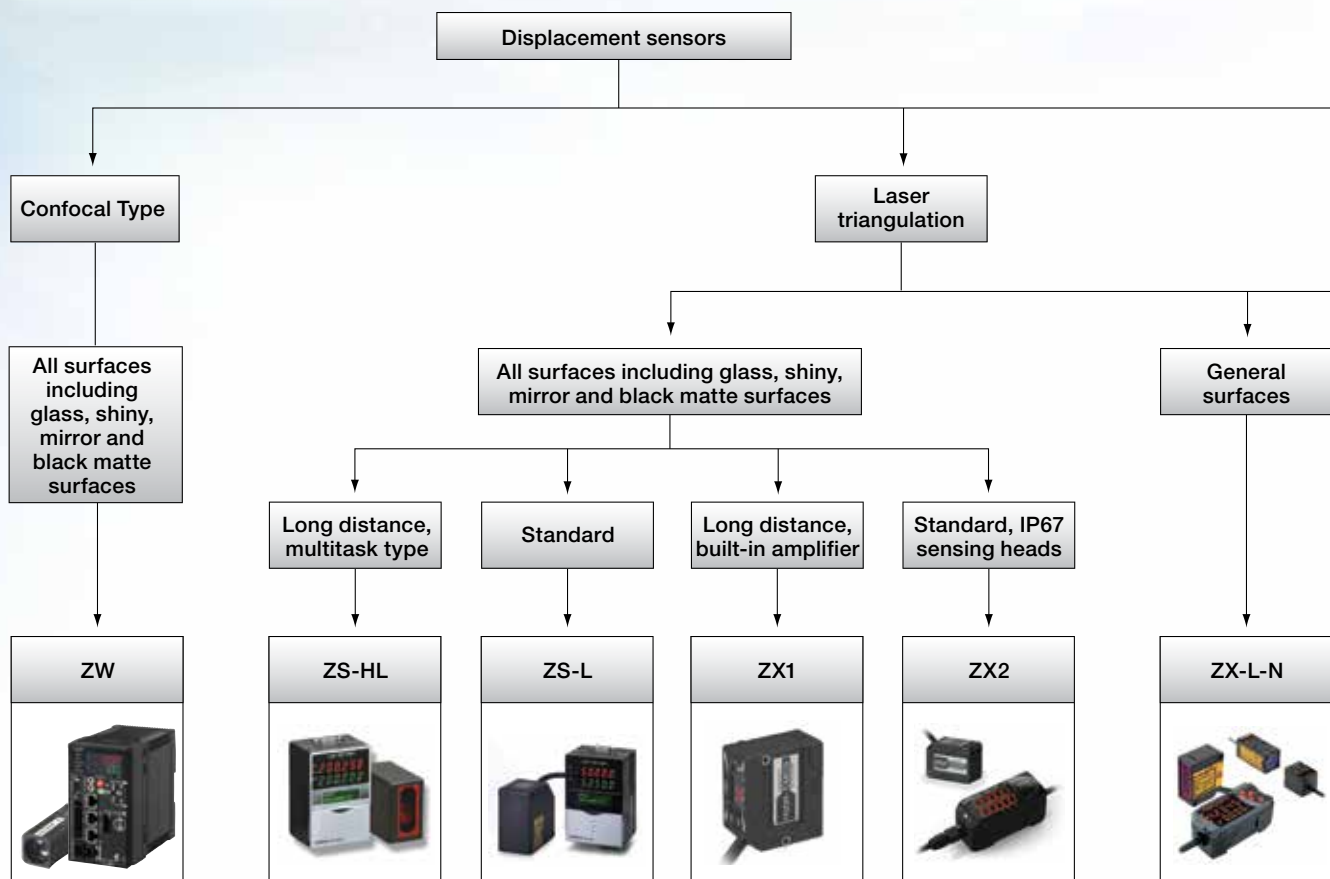 Displacement sensors
Confocal Type
Laser
triangulation
All surfaces
including
glass, shiny,
mirror and
black matte
surfaces
All surfaces including glass, shiny,
mirror and black matte surfaces
General
surfaces
Long distance,
multitask type
Standard
Long distance,
built-in amplifier
Standard, IP67
sensing heads
ZW
ZS-HL
ZS-L
ZX1
ZX2
ZX-L-N